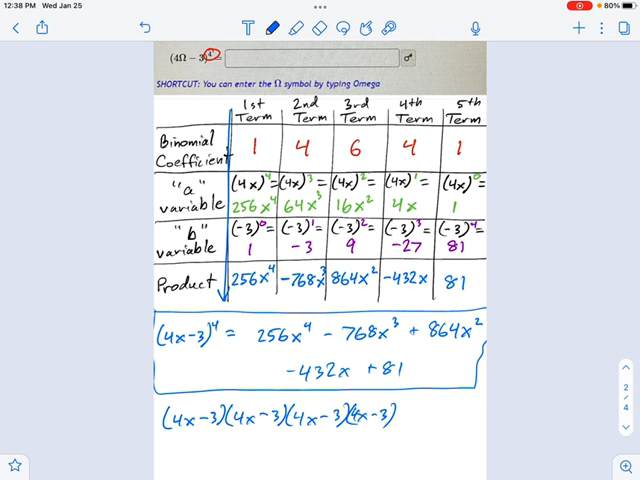 12:38 PM Wed Jan 25
80%
(4Ω − 3)⁴ =
SHORTCUT: You can enter the Ω symbol by typing Omega
1st Term 2nd Term 3rd Term 4th Term 5th Term
Binomial Coefficient 1 4 6 4 1
"a" variable (4x)⁴ = (4x)³ = (4x)² = (4x)¹ = (4x)⁰ =
256x⁴ 64x³ 16x² 4x 1
"b" variable (−3)⁰ = (−3)¹ = (−3)² = (−3)³ = (−3)⁴ =
1 −3 9 −27 81
Product 256x⁴ −768x³ 864x² −432x 81
(4x−3)⁴ = 256x⁴ − 768x³ + 864x²
−432x + 81
(4x−3)(4x−3)(4x−3)(4x−3)
2
/
4